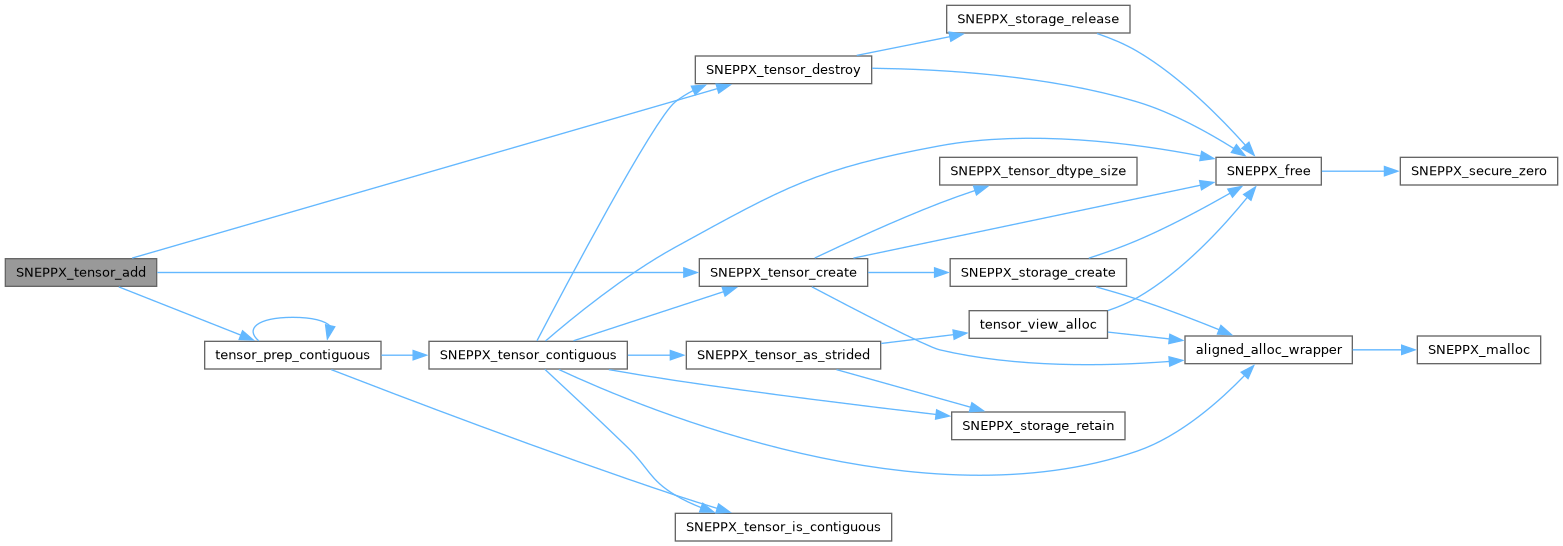 SNEPPX_storage_release
SNEPPX_tensor_destroy
SNEPPX_tensor_dtype_size
SNEPPX_free
SNEPPX_secure_zero
SNEPPX_tensor_add
SNEPPX_tensor_create
SNEPPX_storage_create
tensor_view_alloc
tensor_prep_contiguous
SNEPPX_tensor_contiguous
SNEPPX_tensor_as_strided
aligned_alloc_wrapper
SNEPPX_malloc
SNEPPX_storage_retain
SNEPPX_tensor_is_contiguous